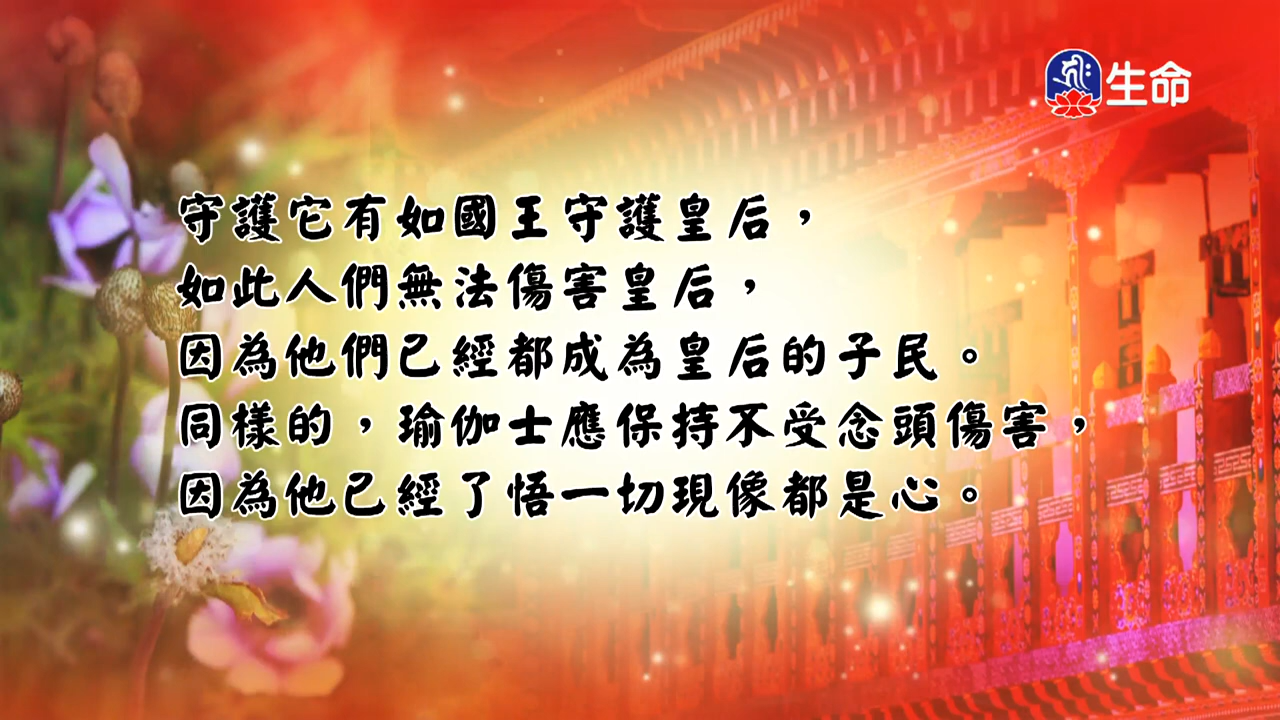 生命
守護它有如國王守護皇后，
如此人們無法傷害皇后，
因為他們已經都成為皇后的子民。
同樣的，瑜伽士應保持不受念頭傷害，
因為他已經了悟一切現像都是心。